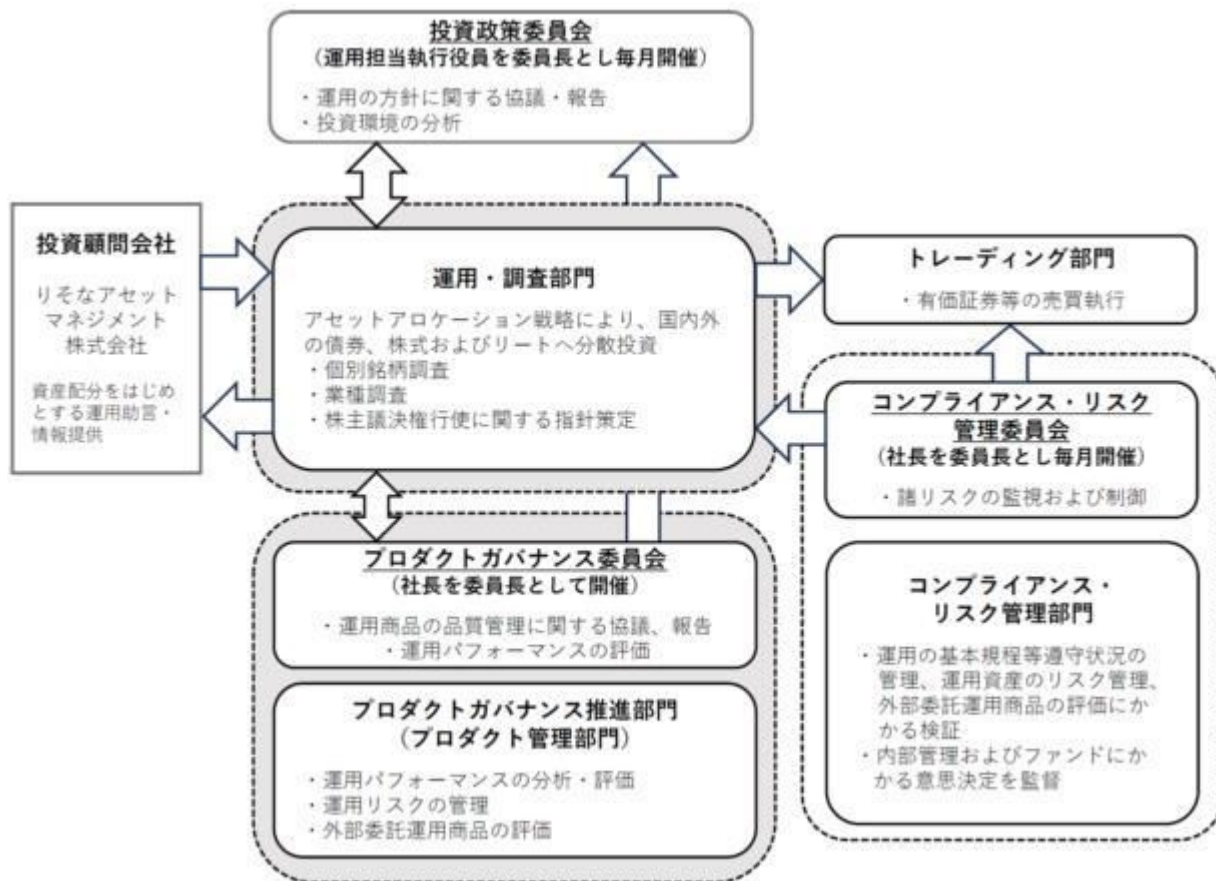 投資政策委員会
(運用担当執行役員を委員長とし毎月開催)
・運用の方針に関する協議・報告
・投資環境の分析
投資顧問会社
りそなアセット
マネジメント
株式会社
資産配分をはじめ
とする運用助言・
情報提供
運用・調査部門
アセットアロケーション戦略により、国内外
の債券、株式およびリートへ分散投資
・個別銘柄調査
・業種調査
・株主議決権行使に関する指針策定
トレーディング部門
・有価証券等の売買執行
コンプライアンス・リスク
管理委員会
(社長を委員長とし毎月開催)
・諸リスクの監視および制御
プロダクトガバナンス委員会
(社長を委員長として開催)
・運用商品の品質管理に関する協議、報告
・運用パフォーマンスの評価
プロダクトガバナンス推進部門
(プロダクト管理部門)
・運用パフォーマンスの分析・評価
・運用リスクの管理
・外部委託運用商品の評価
コンプライアンス・
リスク管理部門
・運用の基本規程等遵守状況の
管理、運用資産のリスク管理、
外部委託運用商品の評価にか
かる検証
・内部管理およびファンドにか
かる意思決定を監督